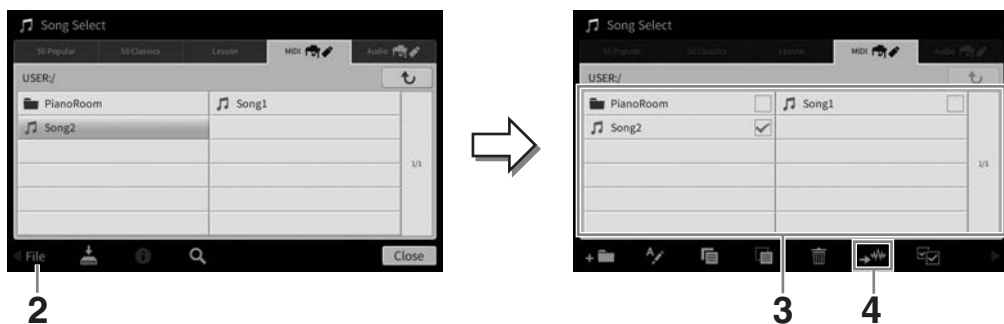 Song Select
50 Popular 50 Classics Lesson MIDI Audio
USER:/
PianoRoom Song1
Song2
1/1
File Close
2
Song Select
50 Popular 50 Classics Lesson MIDI Audio
USER:/
PianoRoom Song1
Song2
1/1
3 4